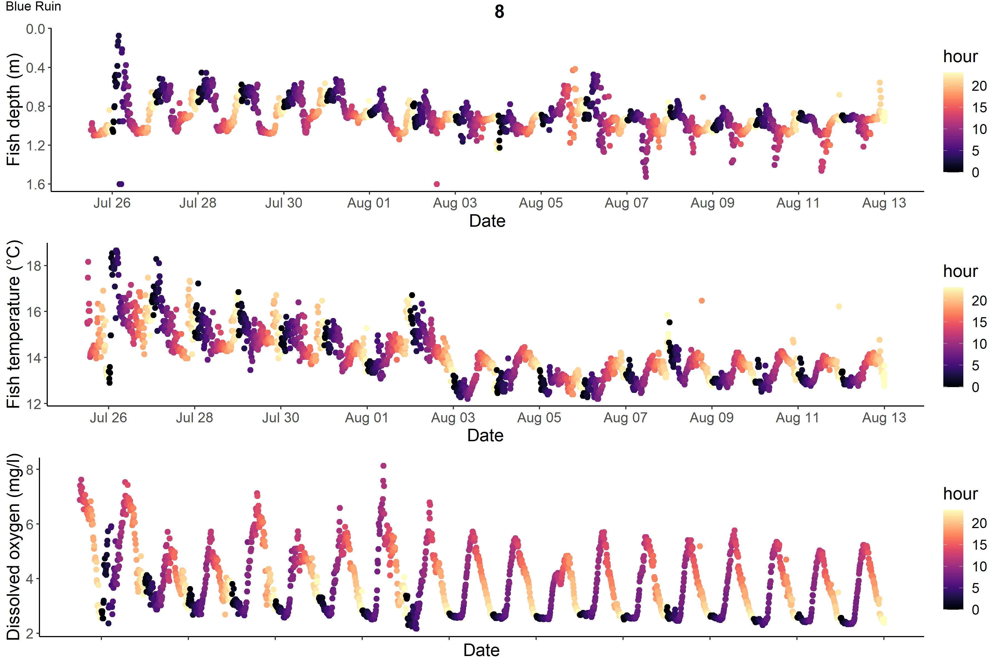 Blue Ruin
8
Fish depth (m)
0.0
0.4
0.8
1.2
1.6
Jul 26 Jul 28 Jul 30 Aug 01 Aug 03 Aug 05 Aug 07 Aug 09 Aug 11 Aug 13
Date
hour
20
15
10
5
0
Fish temperature (°C)
18
16
14
12
Jul 26 Jul 28 Jul 30 Aug 01 Aug 03 Aug 05 Aug 07 Aug 09 Aug 11 Aug 13
Date
hour
20
15
10
5
0
Dissolved oxygen (mg/l)
8
6
4
2
Date
hour
20
15
10
5
0